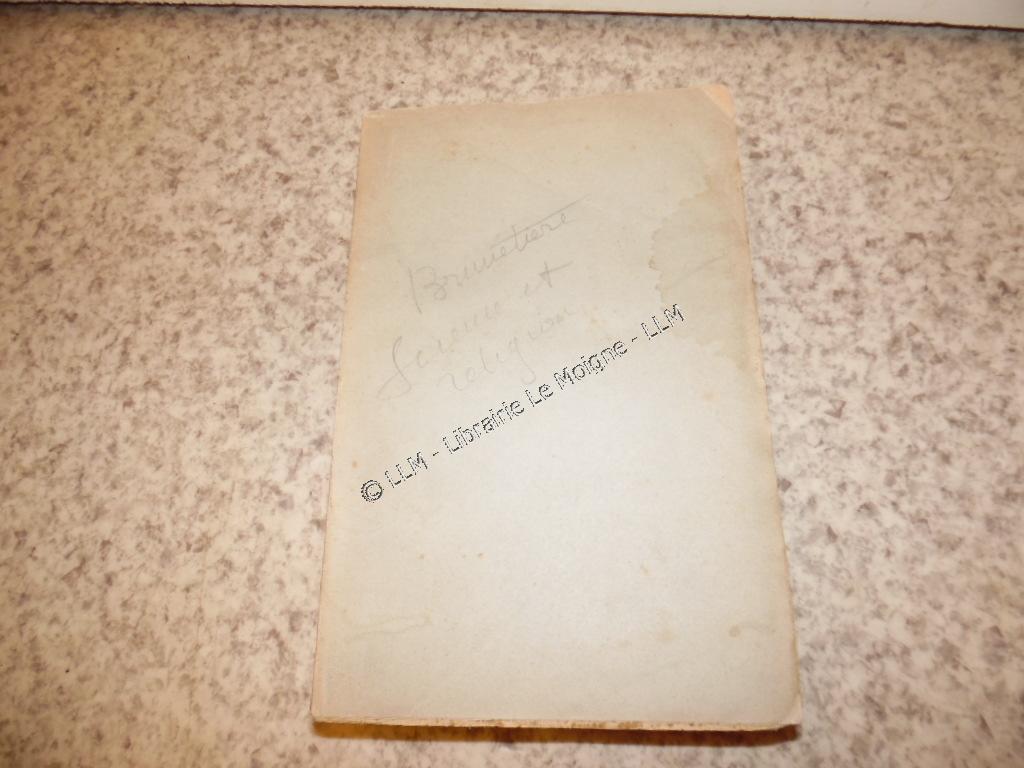 Brunetière
Science et
religion
© LLM - Librairie Le Moigne - LLM